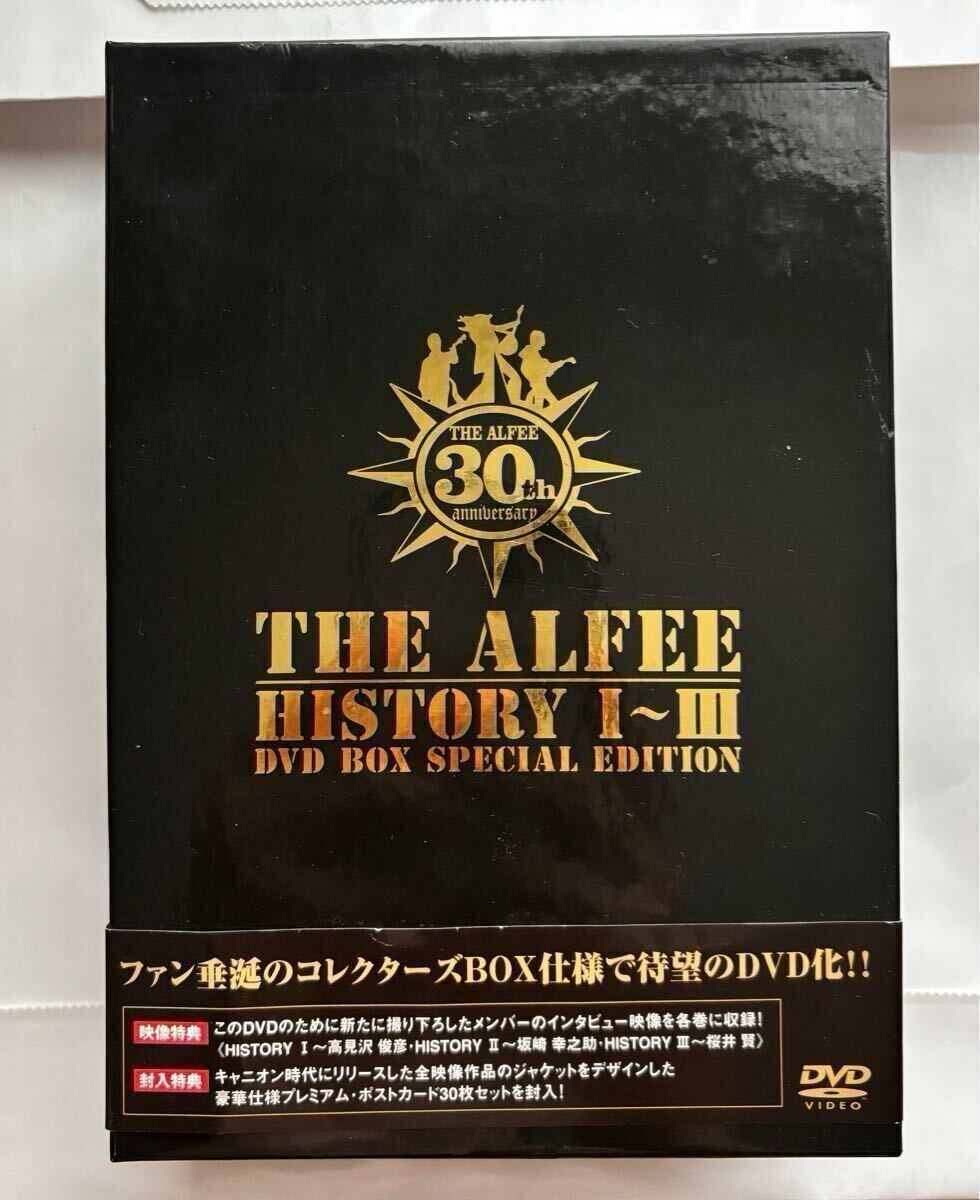 THE ALFEE
30th
anniversary
THE ALFEE
HISTORY I~III
DVD BOX SPECIAL EDITION
ファン垂涎のコレクターズBOX仕様で待望のDVD化!!
映像特典 このDVDのために新たに撮り下ろしたメンバーのインタビュー映像を各巻に収録!
《HISTORY I~高見沢 俊彦・HISTORY II~坂崎 幸之助・HISTORY III~桜井 賢》
封入特典 キャニオン時代にリリースした全映像作品のジャケットをデザインした
豪華仕様プレミアム・ポストカード30枚セットを封入!
DVD
VIDEO